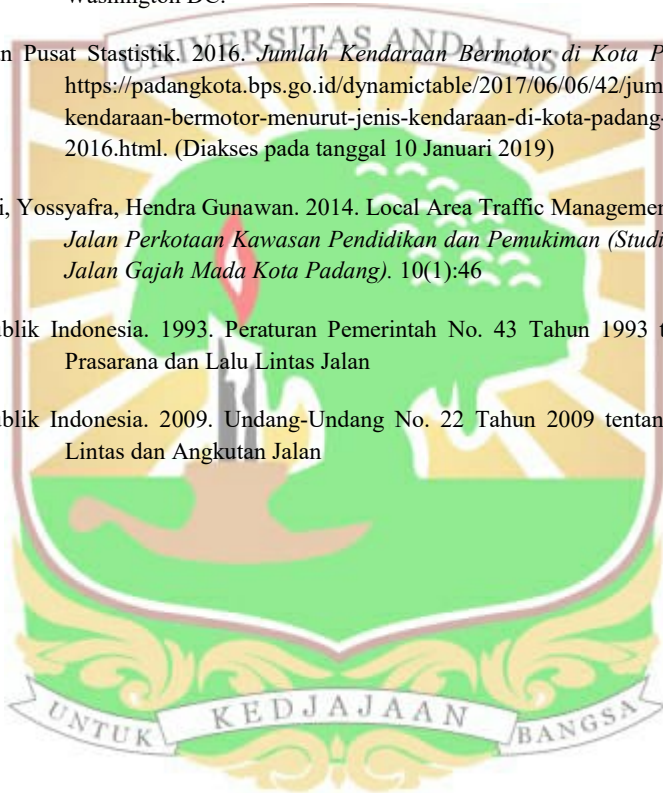 Washington DC.
UNIVERSITAS ANDALAS
n Pusat Stastistik. 2016. Jumlah Kendaraan Bermotor di Kota P
https://padangkota.bps.go.id/dynamictable/2017/06/06/42/jum
kendaraan-bermotor-menurut-jenis-kendaraan-di-kota-padang-
2016.html. (Diakses pada tanggal 10 Januari 2019)
i, Yossyafra, Hendra Gunawan. 2014. Local Area Traffic Managemen
Jalan Perkotaan Kawasan Pendidikan dan Pemukiman (Studi
Jalan Gajah Mada Kota Padang). 10(1):46
ublik Indonesia. 1993. Peraturan Pemerintah No. 43 Tahun 1993 t
Prasarana dan Lalu Lintas Jalan
ublik Indonesia. 2009. Undang-Undang No. 22 Tahun 2009 tentan
Lintas dan Angkutan Jalan
UNTUK KEDJAJAAN BANGSA